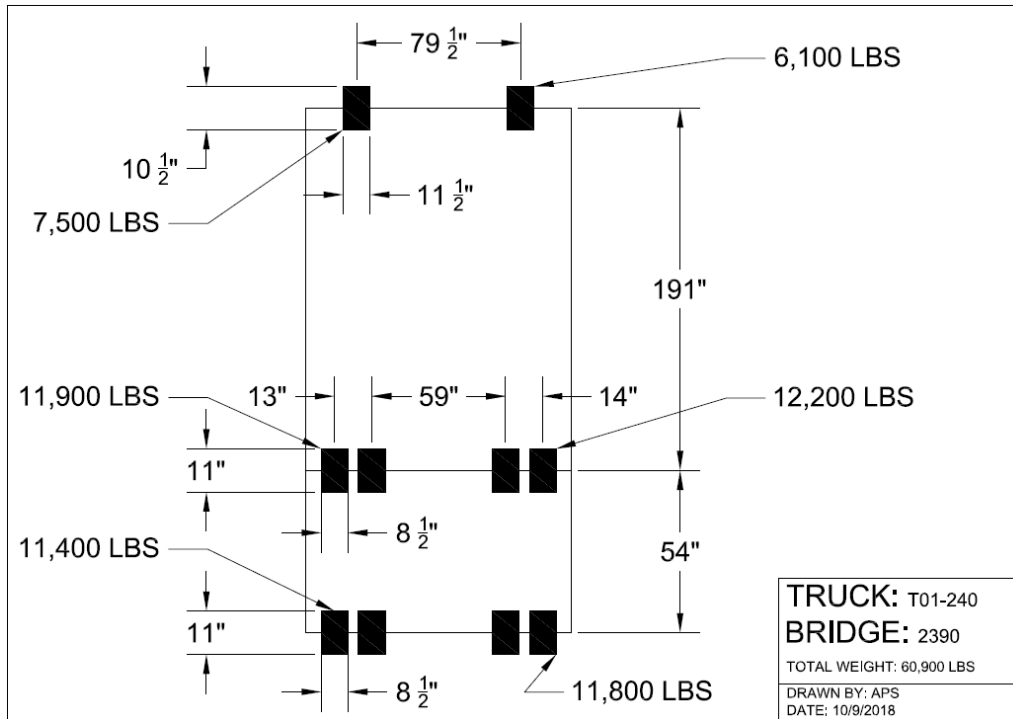 79 1/2"
6,100 LBS
10 1/2"
11 1/2"
7,500 LBS
191"
11,900 LBS
13"
59"
14"
12,200 LBS
11"
8 1/2"
11,400 LBS
54"
11"
8 1/2"
11,800 LBS
TRUCK: T01-240
BRIDGE: 2390
TOTAL WEIGHT: 60,900 LBS
DRAWN BY: APS
DATE: 10/9/2018